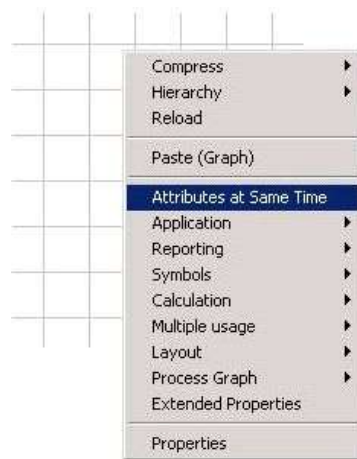 Compress
Hierarchy
Reload
Paste (Graph)
Attributes at Same Time
Application
Reporting
Symbols
Calculation
Multiple usage
Layout
Process Graph
Extended Properties
Properties